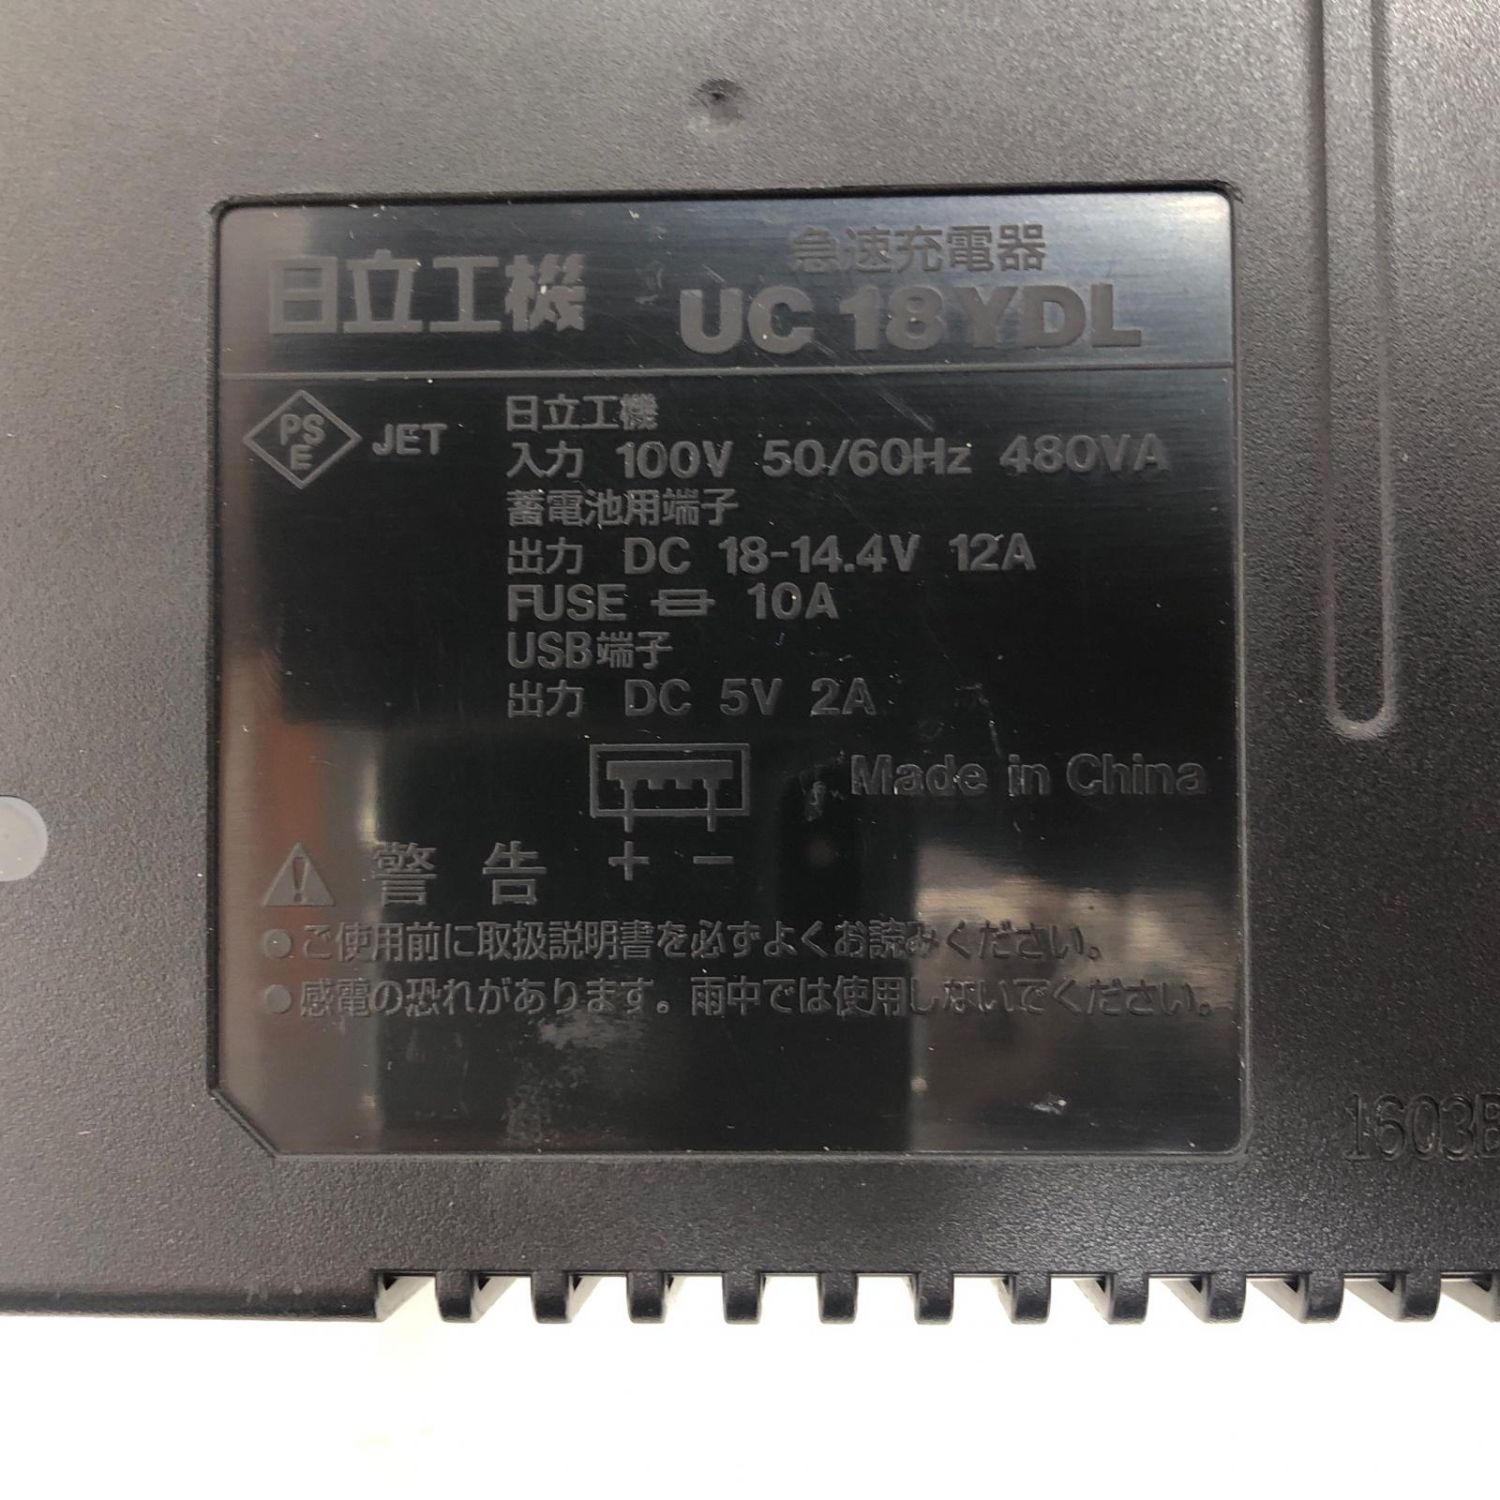 日立工機
急速充電器
UC 18YDL
PS
E
JET
日立工機
入力 100V 50/60Hz 480VA
蓄電池用端子
出力 DC 18-14.4V 12A
FUSE 10A
USB端子
出力 DC 5V 2A
Made in China
+ −
警告
●ご使用前に取扱説明書を必ずよくお読みください。
●感電の恐れがあります。雨中では使用しないでください。
1603B